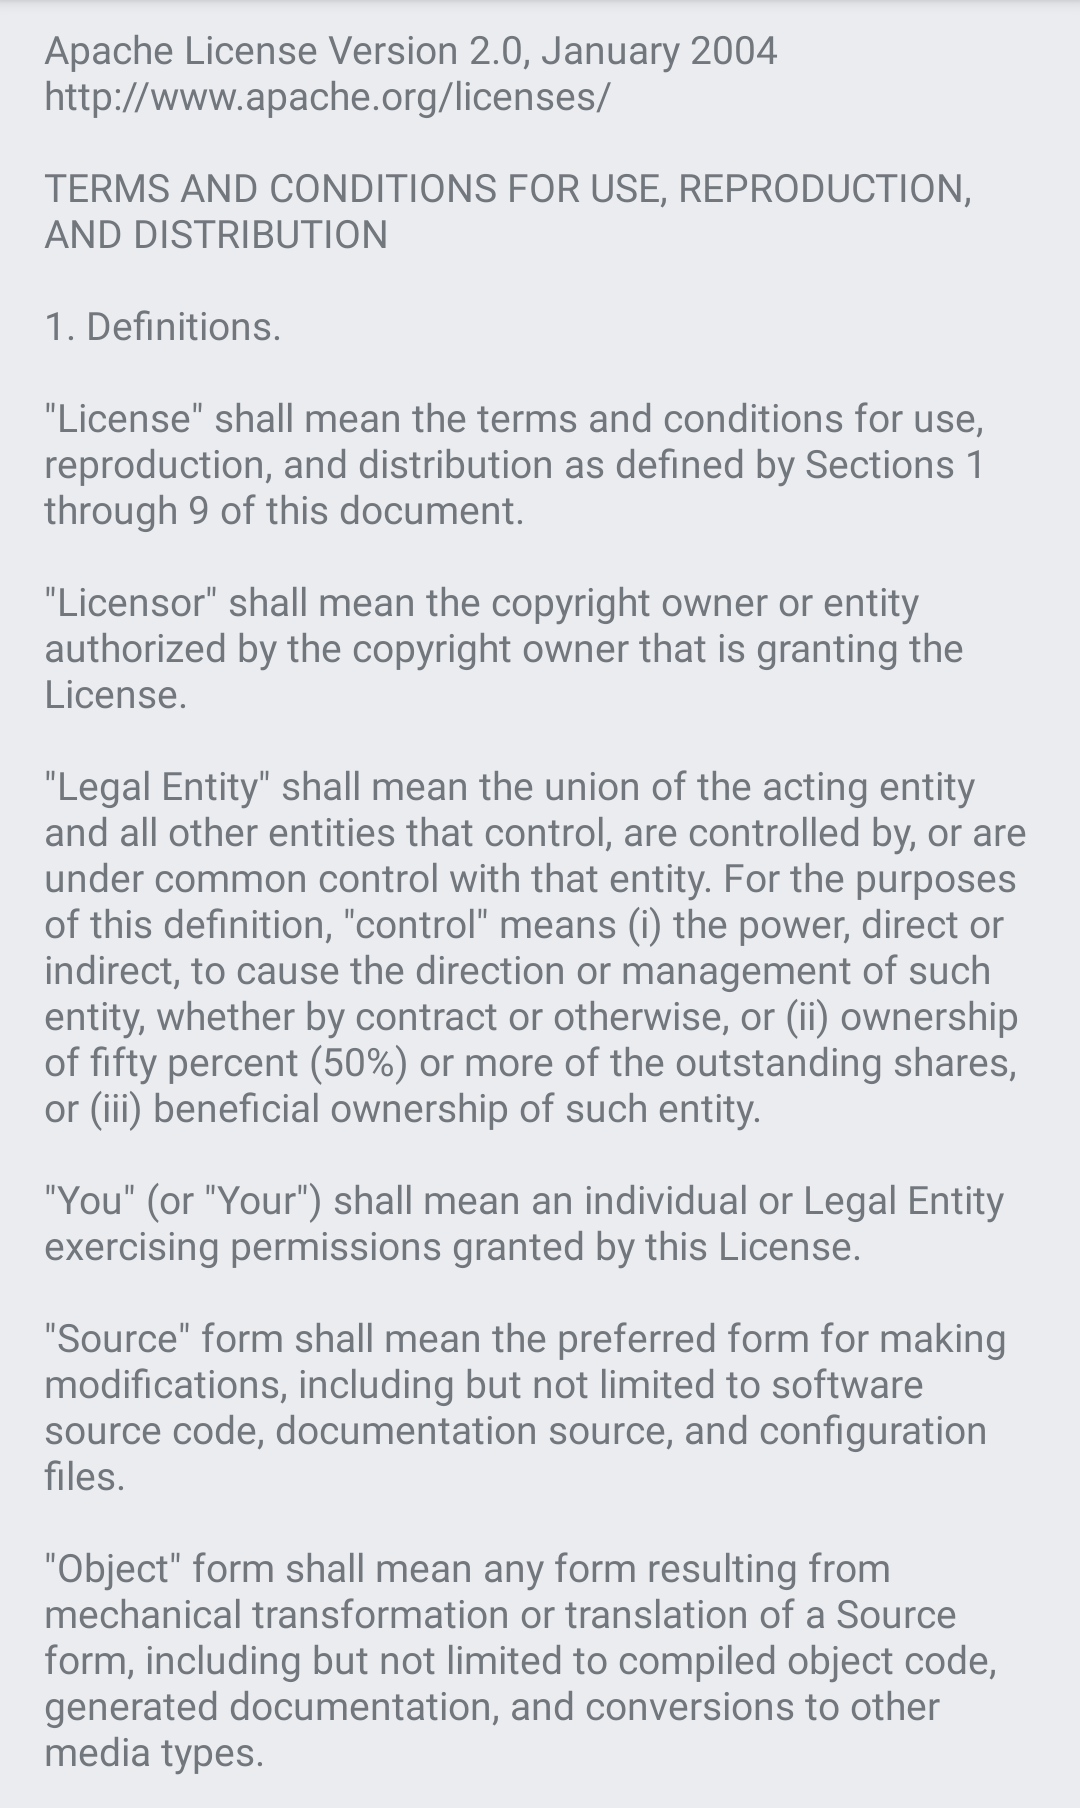 Apache License Version 2.0, January 2004
http://www.apache.org/licenses/
TERMS AND CONDITIONS FOR USE, REPRODUCTION,
AND DISTRIBUTION
1. Definitions.
"License" shall mean the terms and conditions for use,
reproduction, and distribution as defined by Sections 1
through 9 of this document.
"Licensor" shall mean the copyright owner or entity
authorized by the copyright owner that is granting the
License.
"Legal Entity" shall mean the union of the acting entity
and all other entities that control, are controlled by, or are
under common control with that entity. For the purposes
of this definition, "control" means (i) the power, direct or
indirect, to cause the direction or management of such
entity, whether by contract or otherwise, or (ii) ownership
of fifty percent (50%) or more of the outstanding shares,
or (iii) beneficial ownership of such entity.
"You" (or "Your") shall mean an individual or Legal Entity
exercising permissions granted by this License.
"Source" form shall mean the preferred form for making
modifications, including but not limited to software
source code, documentation source, and configuration
files.
"Object" form shall mean any form resulting from
mechanical transformation or translation of a Source
form, including but not limited to compiled object code,
generated documentation, and conversions to other
media types.